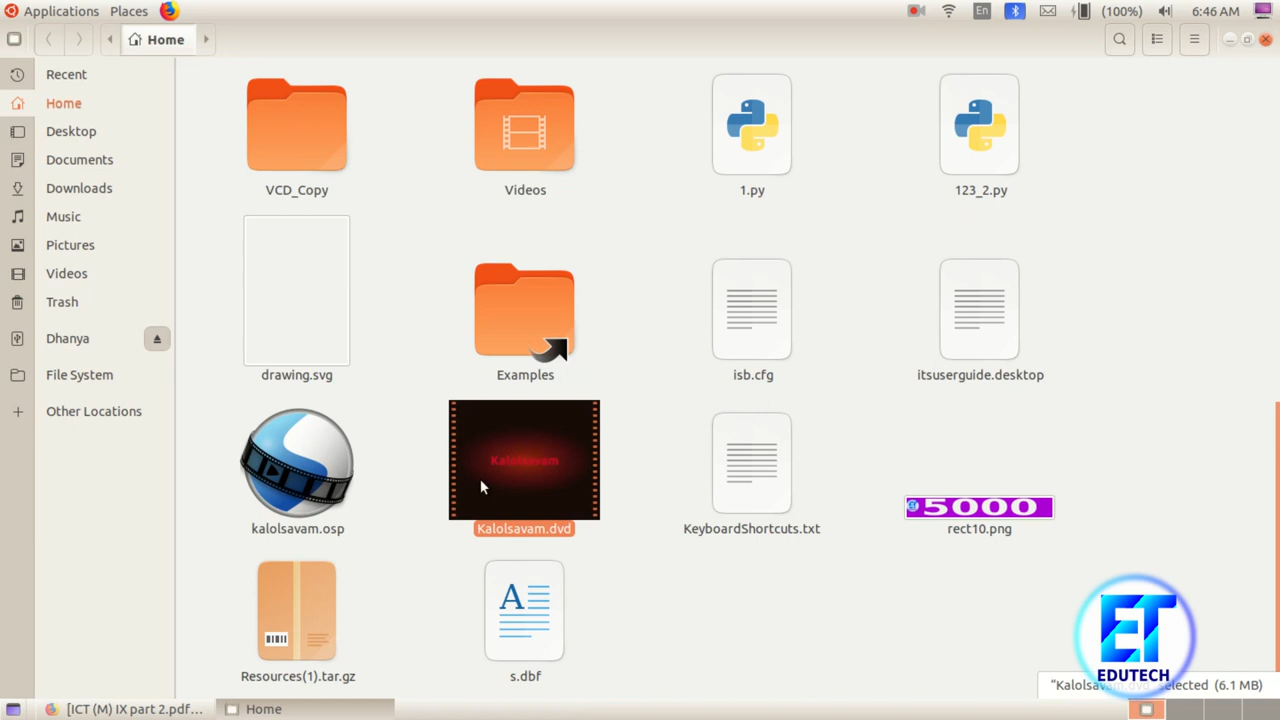 Applications Places En (100%) 6:46 AM
Home
Recent
Home
Desktop
Documents
Downloads
Music
Pictures
Videos
Trash
Dhanya
File System
Other Locations
VCD_Copy Videos 1.py 123_2.py
drawing.svg Examples isb.cfg itsuserguide.desktop
Kalolsavam
5000
kalolsavam.osp Kalolsavam.dvd KeyboardShortcuts.txt rect10.png
A
Resources(1).tar.gz s.dbf
ET
EDUTECH
"Kalolsavam.dvd" selected (6.1 MB)
[ICT (M) IX part 2.pdf... Home